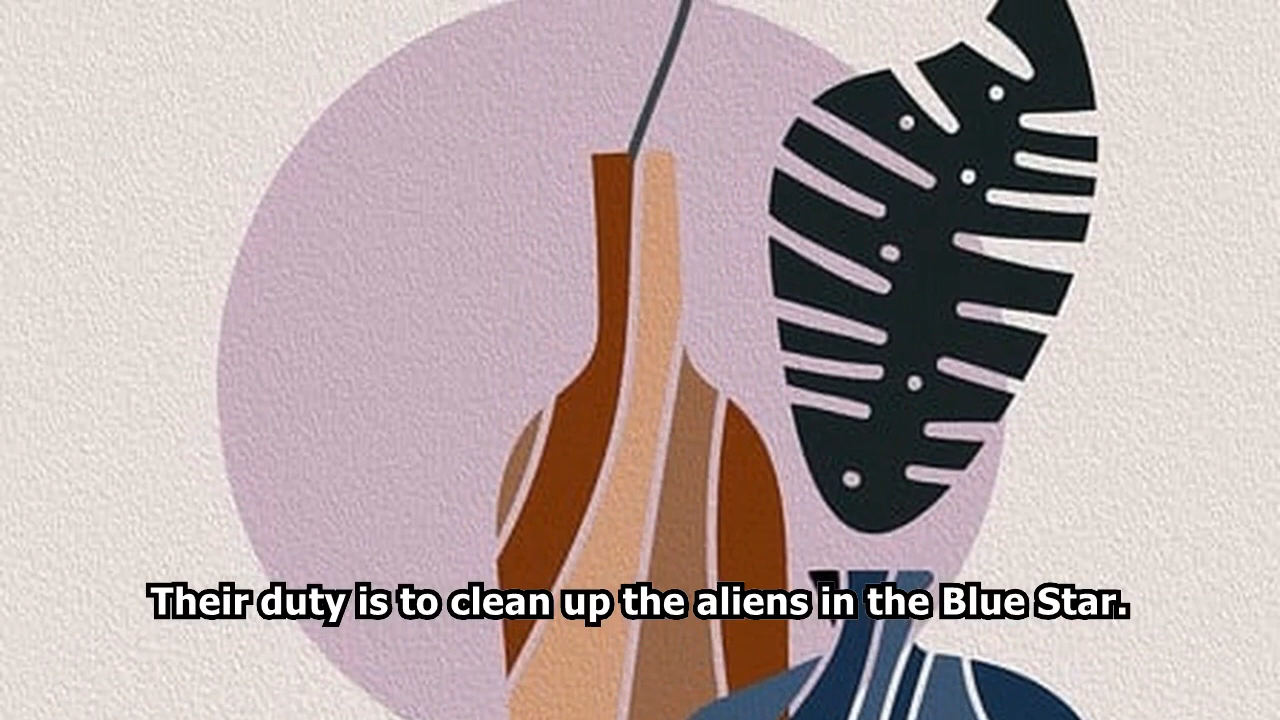 Their duty is to clean up the aliens in the Blue Star.